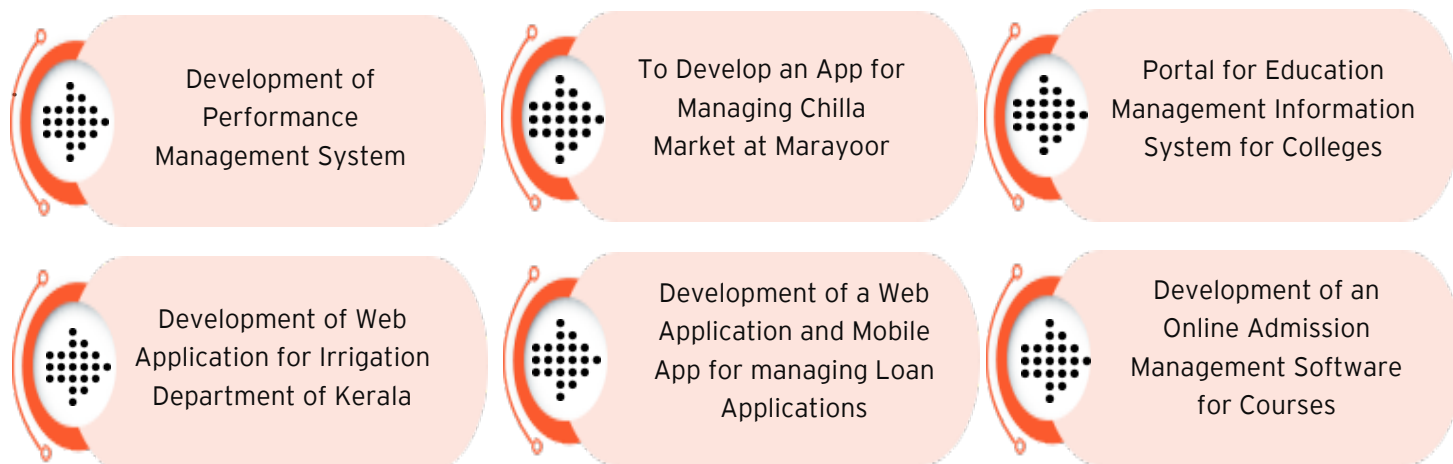 Development of
Performance
Management System
To Develop an App for
Managing Chilla
Market at Marayoor
Portal for Education
Management Information
System for Colleges
Development of Web
Application for Irrigation
Department of Kerala
Development of a Web
Application and Mobile
App for managing Loan
Applications
Development of an
Online Admission
Management Software
for Courses